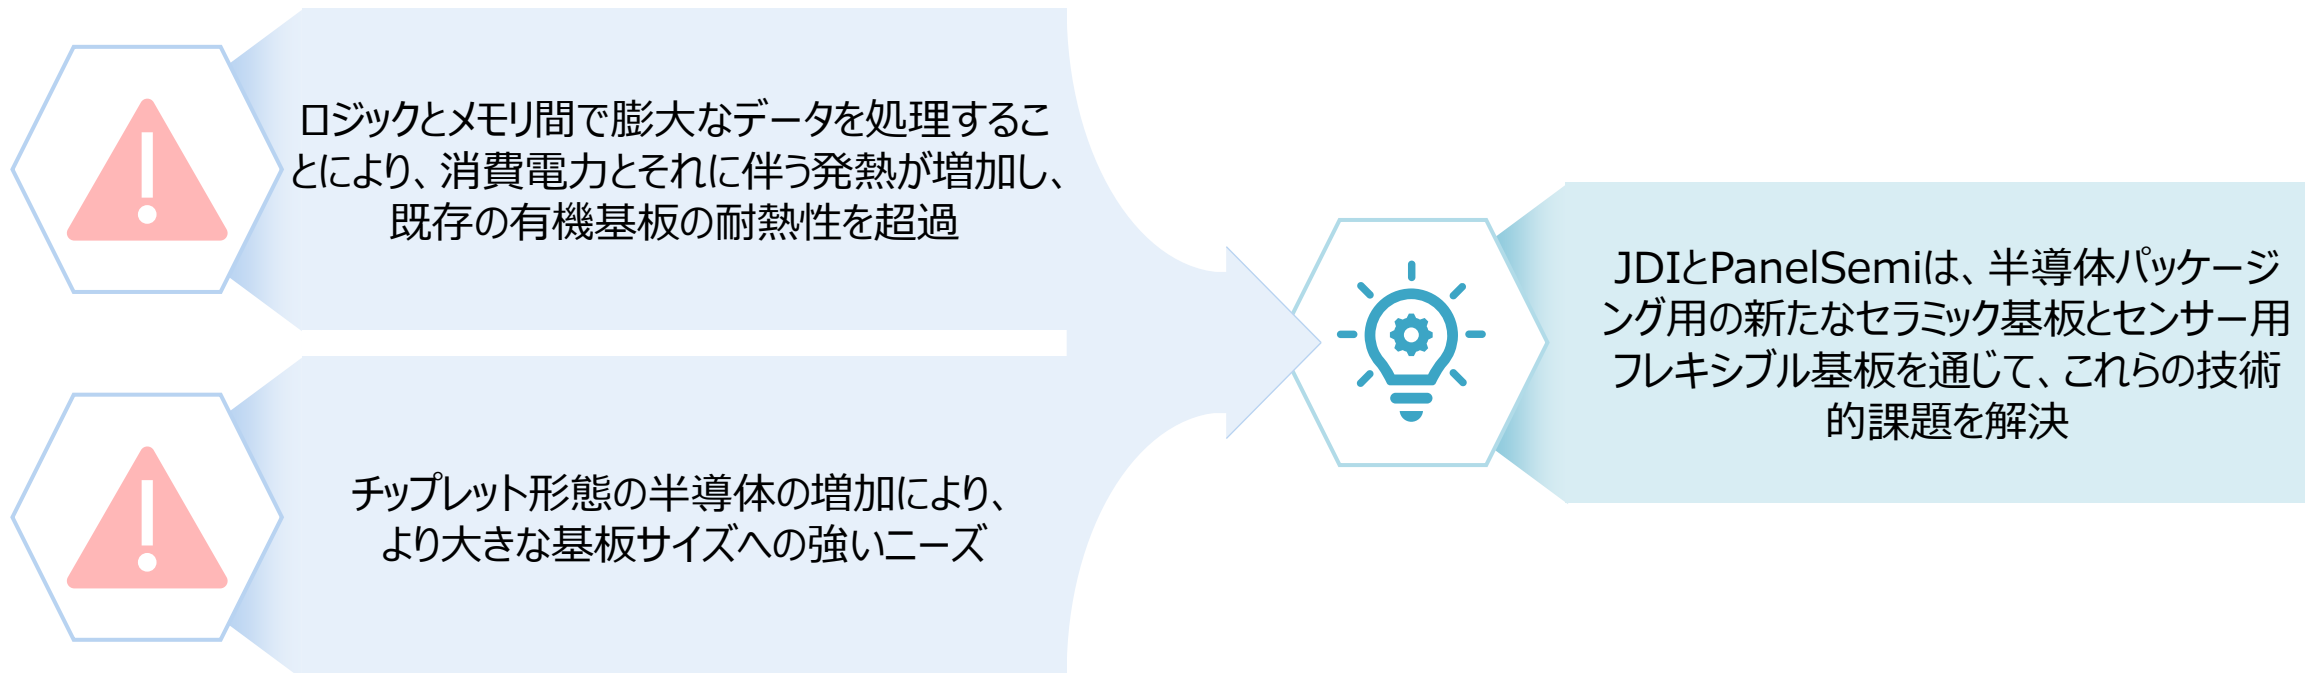 ロジックとメモリ間で膨大なデータを処理するこ
とにより、消費電力とそれに伴う発熱が増加し、
既存の有機基板の耐熱性を超過
チップレット形態の半導体の増加により、
より大きな基板サイズへの強いニーズ
JDIとPanelSemiは、半導体パッケージ
ング用の新たなセラミック基板とセンサー用
フレキシブル基板を通じて、これらの技術
的課題を解決